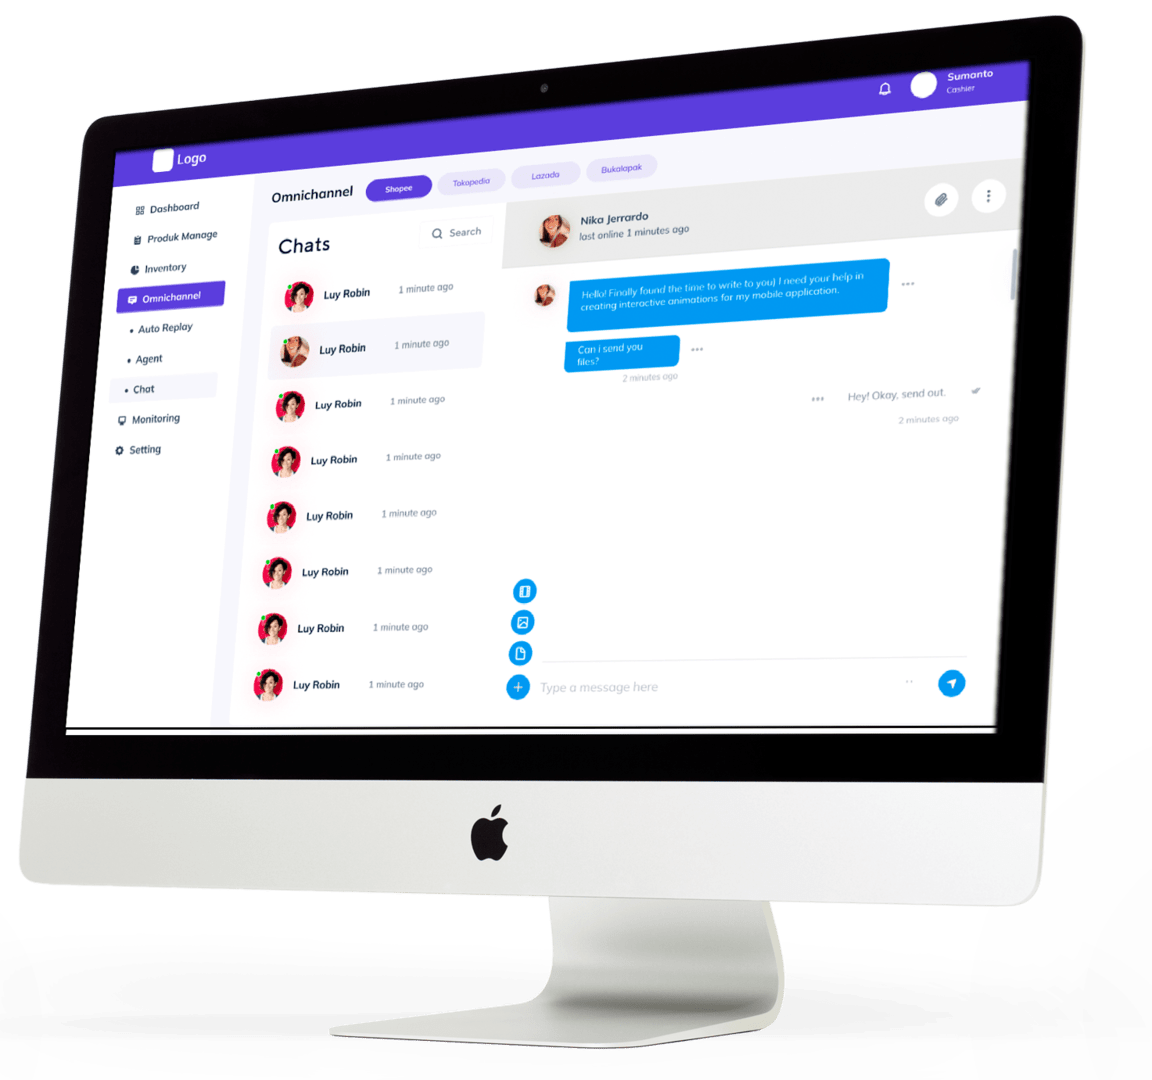 Sumanto
Cashier
Logo
Omnichannel
Shopee
Tokopedia
Lazada
Bukalapak
Dashboard
Produk Manage
Inventory
Omnichannel
Auto Replay
Agent
Chat
Monitoring
Setting
Chats
Search
Luy Robin 1 minute ago
Luy Robin 1 minute ago
Luy Robin 1 minute ago
Luy Robin 1 minute ago
Luy Robin 1 minute ago
Luy Robin 1 minute ago
Luy Robin 1 minute ago
Luy Robin 1 minute ago
Nika Jerrardo
last online 1 minutes ago
Hello! Finally found the time to write to you) I need your help in
creating interactive animations for my mobile application.
Can i send you
files?
2 minutes ago
Hey! Okay, send out.
2 minutes ago
Type a message here